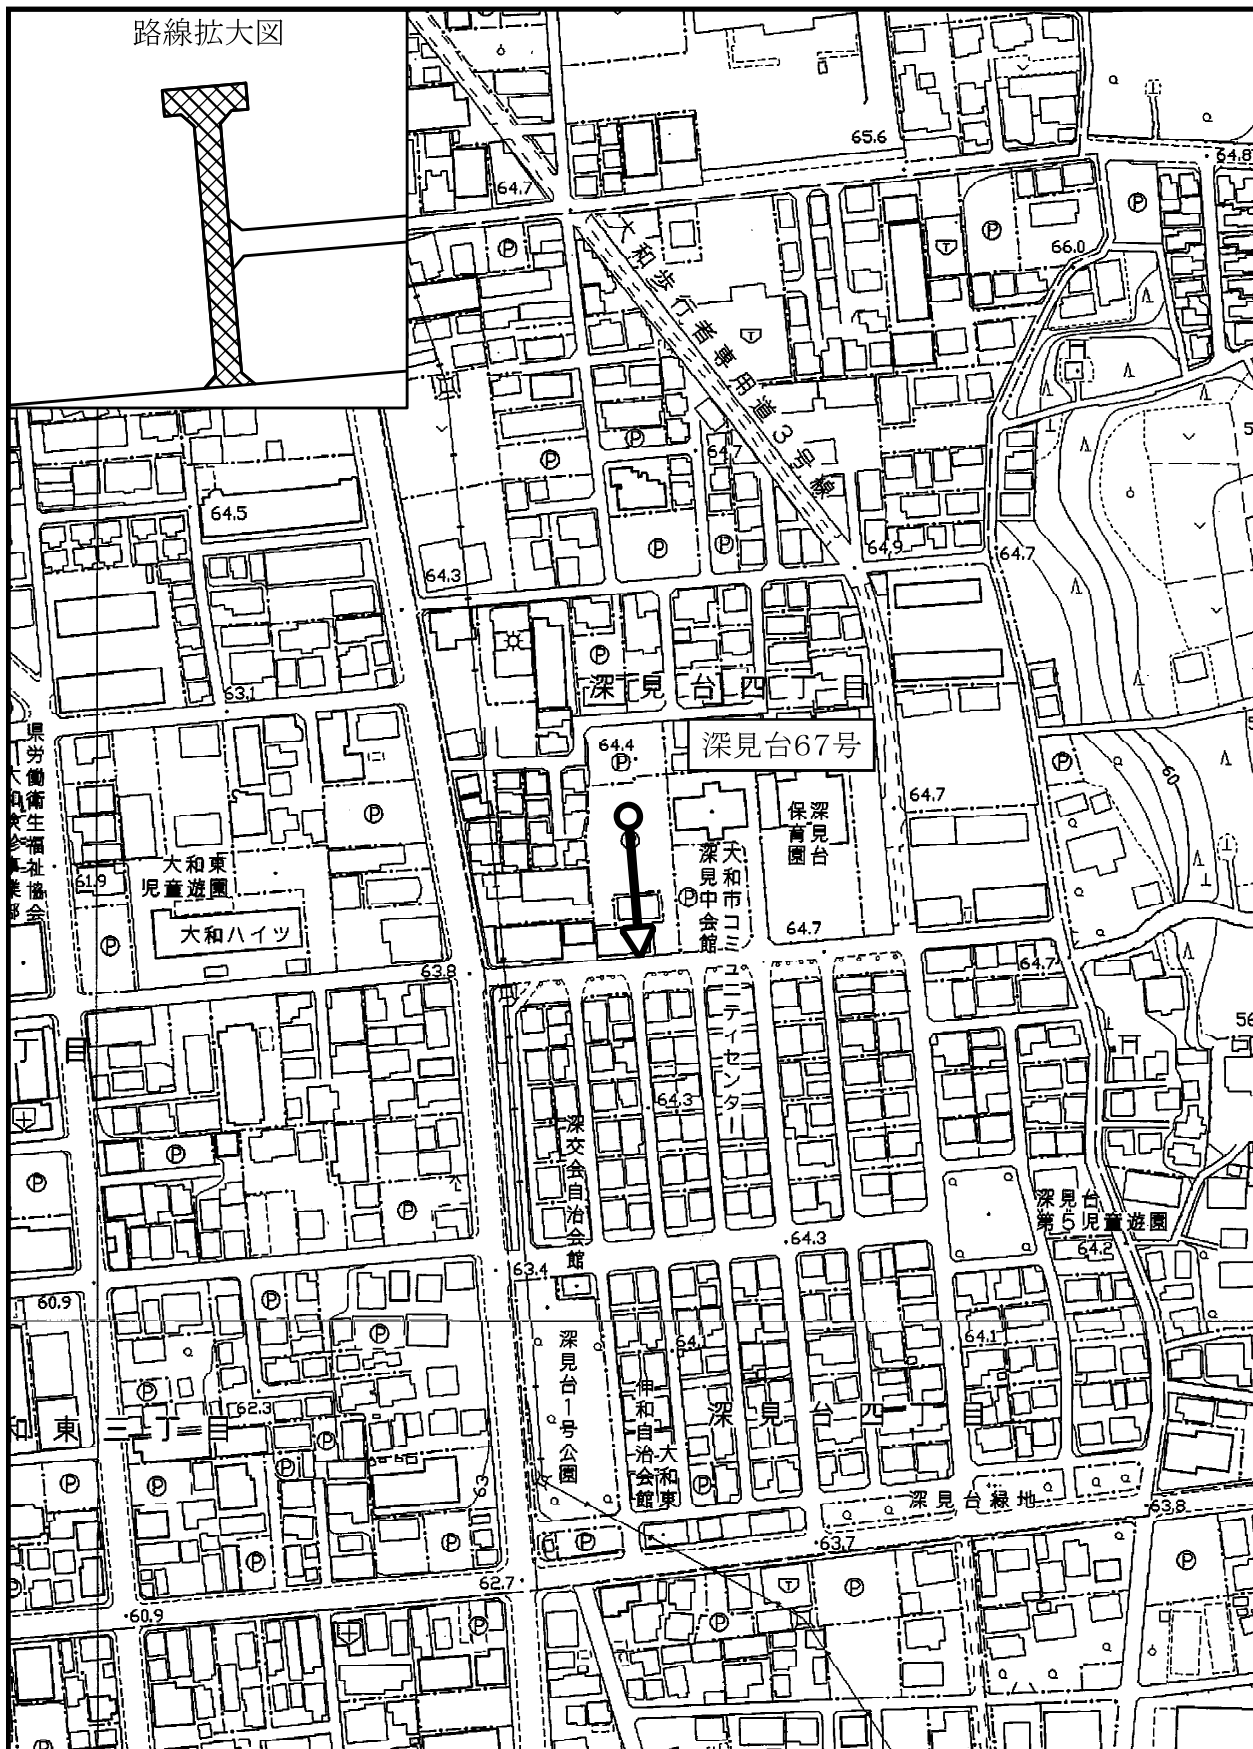 路線拡大図
65.6
64.8
64.7
大和歩行者専用道3号線
66.0
64.7
64.5
64.9
64.7
64.3
63.1
深見台四丁目
64.4
深見台67号
県労働衛生福祉協会
64.7
60
深見台
保育園
大和東
児童遊園
61.9
大和市コミュニティセンター
深見中会館
大和ハイツ
64.7
63.8
64.7
丁目
56
64.3
深交会自治会館
深見台
第5児童遊園
64.3
64.2
63.4
60.9
深見台1号公園
64.1
64.1
62.3
伸和自治会館
大和東
深見台四丁目
和東三丁目
63
深見台緑地
63.8
63.7
62.7
60.9